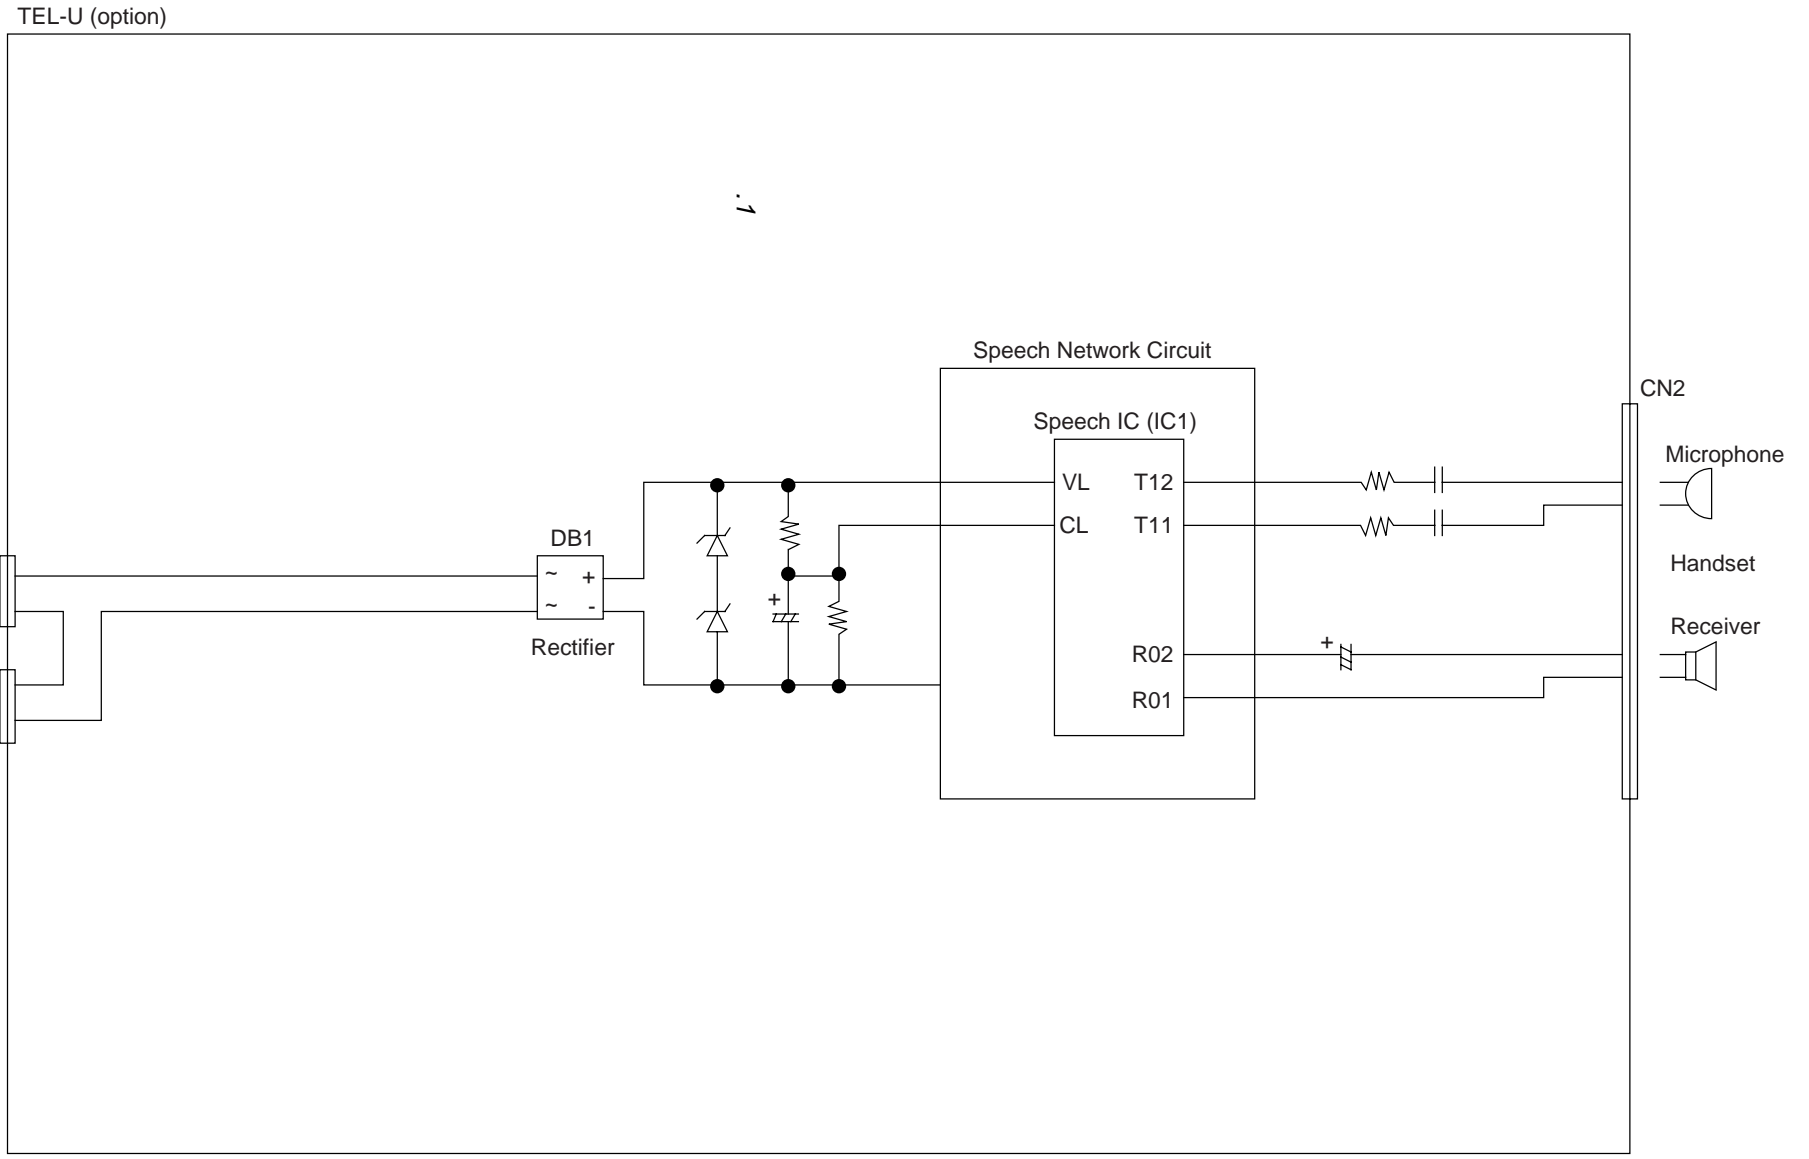 TEL-U (option)
.1
Speech Network Circuit
CN2
Speech IC (IC1)
Microphone
VL
T12
CL
T11
DB1
Handset
~
+
+
~
-
Rectifier
Receiver
+
R02
R01